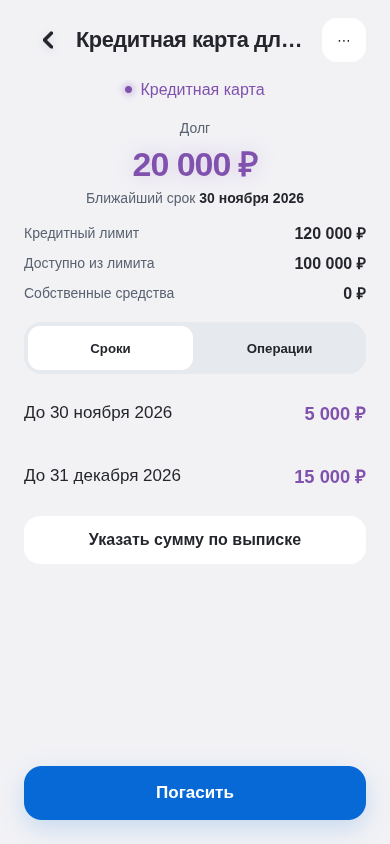 Кредитная карта дл...
...
Кредитная карта
Долг
20 000 ₽
Ближайший срок 30 ноября 2026
Кредитный лимит 120 000 ₽
Доступно из лимита 100 000 ₽
Собственные средства 0 ₽
Сроки Операции
До 30 ноября 2026 5 000 ₽
До 31 декабря 2026 15 000 ₽
Указать сумму по выписке
Погасить